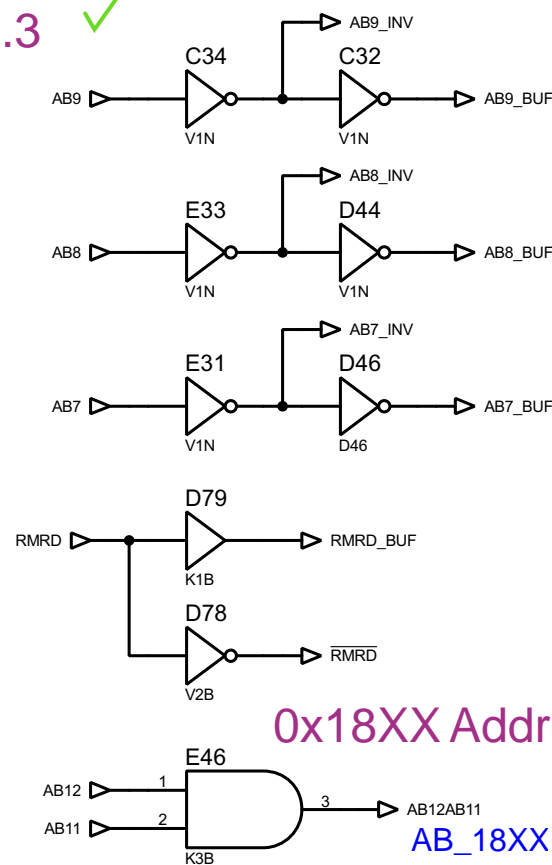 .3
AB9_INV
C34
C32
AB9
AB9_BUF
V1N
V1N
AB8_INV
E33
D44
AB8
AB8_BUF
V1N
V1N
AB7_INV
E31
D46
AB7
AB7_BUF
V1N
D46
D79
RMRD
RMRD_BUF
K1B
D78
RMRD
V2B
0x18XX Addr
E46
AB12
1
3
AB12AB11
AB11
2
AB_18XX
K3B